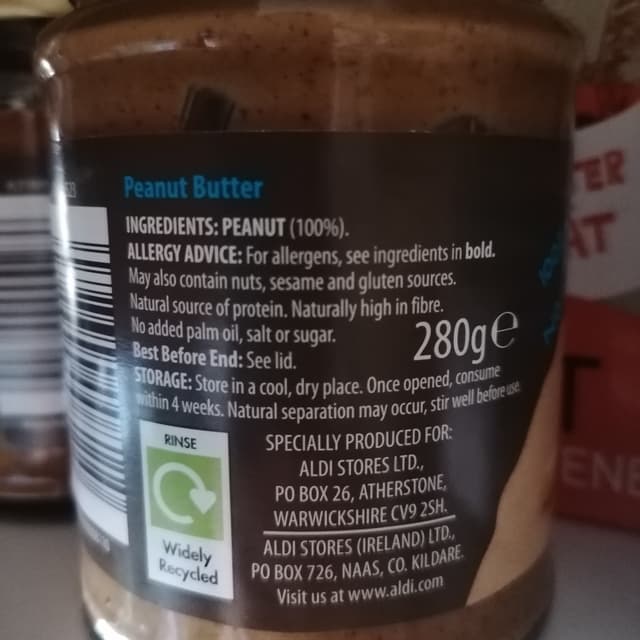 Peanut Butter
INGREDIENTS: PEANUT (100%).
ALLERGY ADVICE: For allergens, see ingredients in bold.
May also contain nuts, sesame and gluten sources.
Natural source of protein. Naturally high in fibre.
No added palm oil, salt or sugar.
280g e
Best Before End: See lid.
STORAGE: Store in a cool, dry place. Once opened, consume
within 4 weeks. Natural separation may occur, stir well before use.
RINSE
Widely
Recycled
SPECIALLY PRODUCED FOR:
ALDI STORES LTD.,
PO BOX 26, ATHERSTONE,
WARWICKSHIRE CV9 2SH.
ALDI STORES (IRELAND) LTD.,
PO BOX 726, NAAS, CO. KILDARE.
Visit us at www.aldi.com